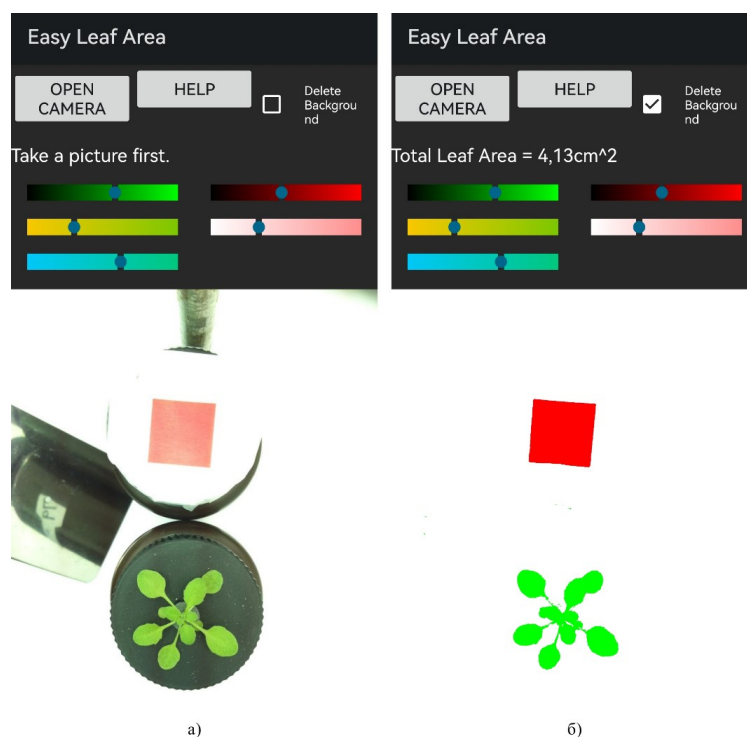 Easy Leaf Area
OPEN
CAMERA
HELP
Delete
Backgrou
nd
Take a picture first.
Easy Leaf Area
OPEN
CAMERA
HELP
Delete
Backgrou
nd
Total Leaf Area = 4,13cm^2
а)
б)